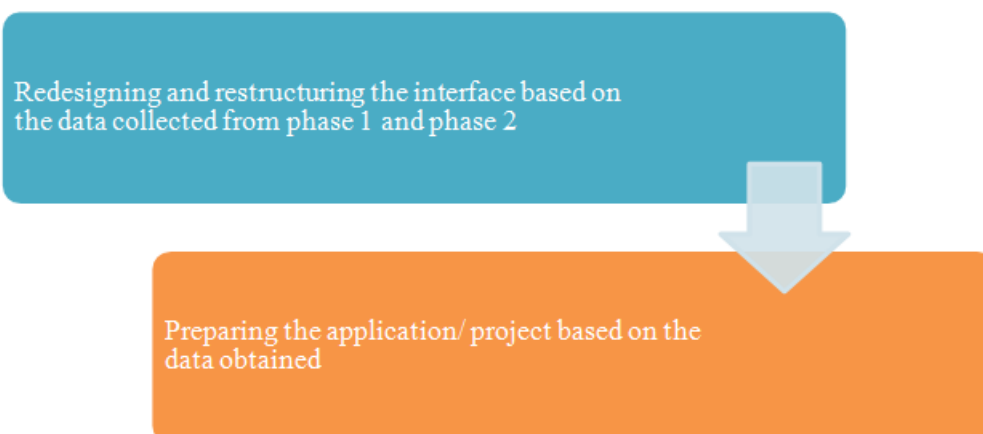 Redesigning and restructuring the interface based on
the data collected from phase 1 and phase 2
Preparing the application/ project based on the
data obtained